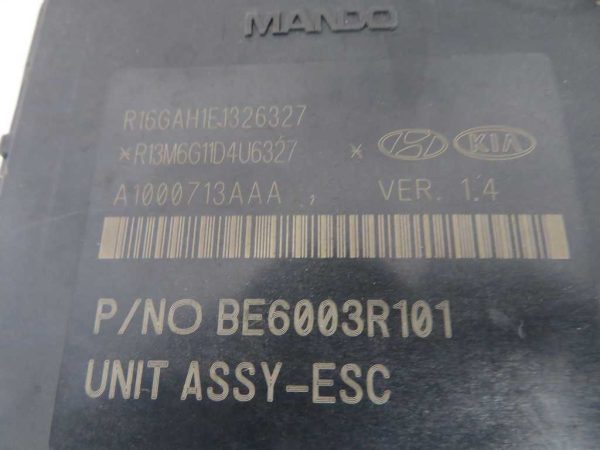 MANDO
R16GAH1EJ326327
*R13M6G11D4U6327 * KIA
A1000713AAA , VER. 1.4
P/NO BE6003R101
UNIT ASSY-ESC